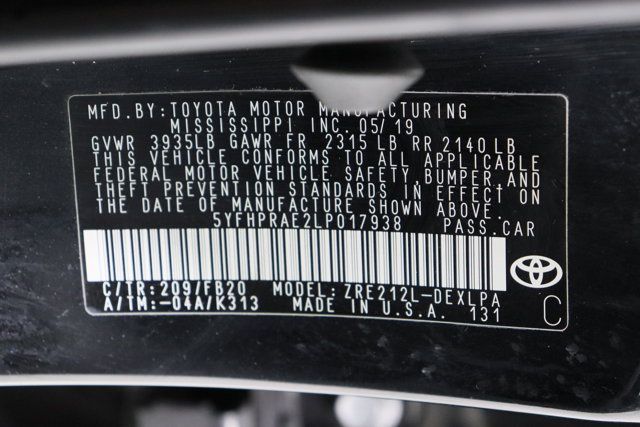 MFD. BY: TOYOTA MOTOR MANUFACTURING
MISSISSIPPI INC. 05/19
GVWR 3935LB GAWR FR 2315 LB RR 2140 LB
THIS VEHICLE CONFORMS TO ALL APPLICABLE
FEDERAL MOTOR VEHICLE SAFETY, BUMPER, AND
THEFT PREVENTION STANDARDS IN EFFECT ON
THE DATE OF MANUFACTURE SHOWN ABOVE.
5YFHPRAE2LP017938 PASS. CAR
C/TR: 209/FB20 MODEL: ZRE212L-DEXLPA
A/TM: -04A/K313 MADE IN U.S.A. 131
C